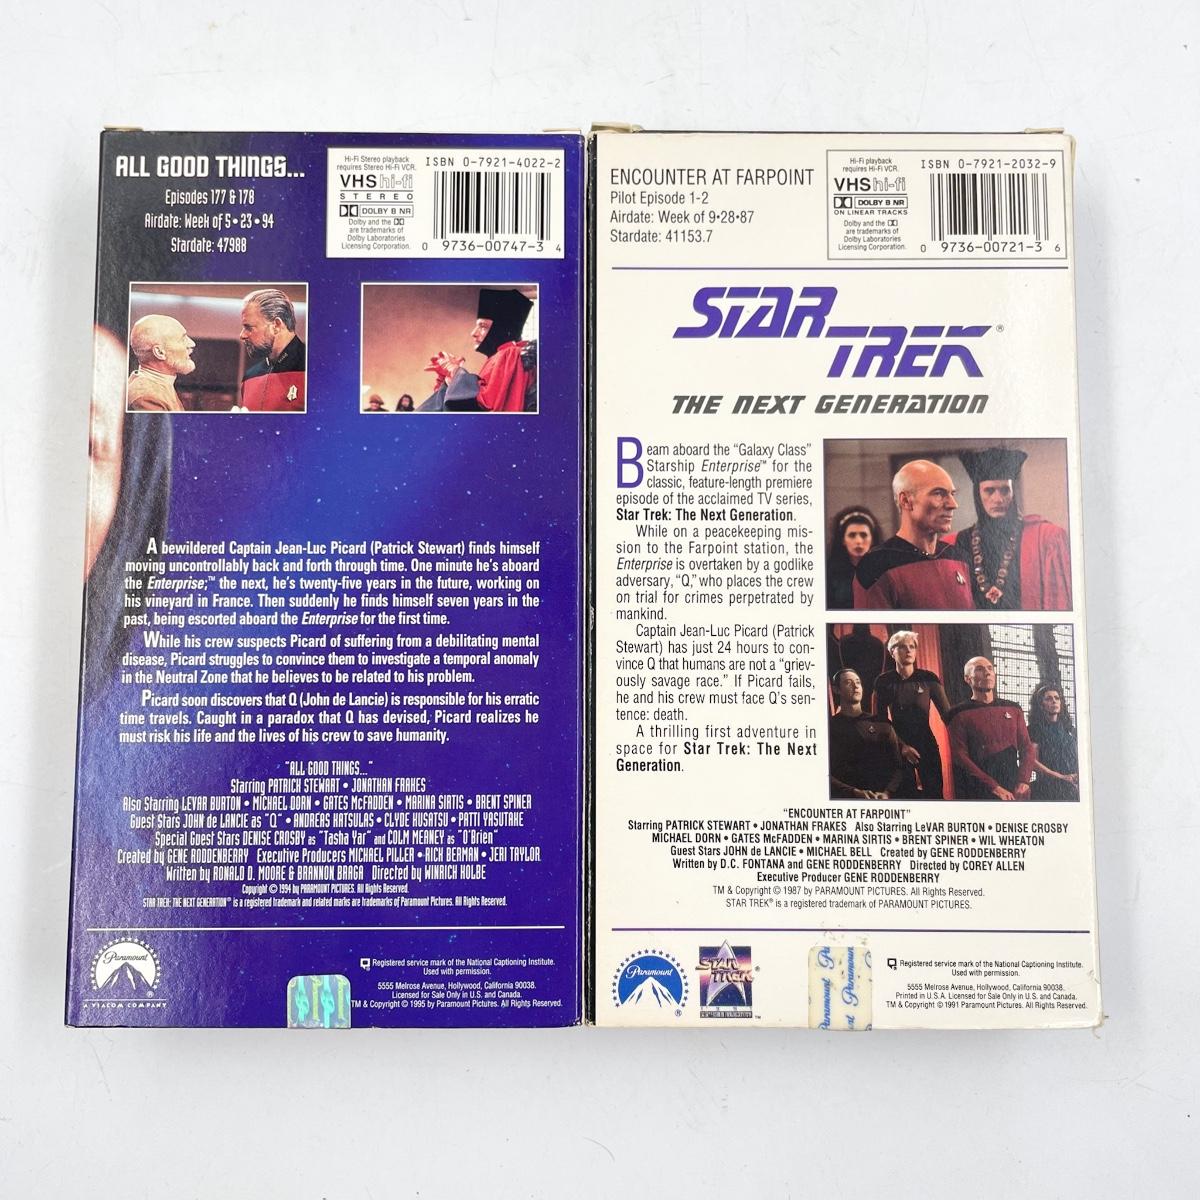 ALL GOOD THINGS...
Episodes 177 & 178
Airdate: Week of 5•23•94
Stardate: 47988
Hi-Fi Stereo playback
requires Stereo Hi-Fi VCR.
VHS hi-fi
STEREO
DOLBY B NR
Dolby and the
are trademarks of
Dolby Laboratories
Licensing Corporation.
ISBN 0-7921-4022-2
0 9736-00747-3 4
A bewildered Captain Jean-Luc Picard (Patrick Stewart) finds himself
moving uncontrollably back and forth through time. One minute he's aboard
the Enterprise;™ the next, he's twenty-five years in the future, working on
his vineyard in France. Then suddenly he finds himself seven years in the
past, being escorted aboard the Enterprise for the first time.
While his crew suspects Picard of suffering from a debilitating mental
disease, Picard struggles to convince them to investigate a temporal anomaly
in the Neutral Zone that he believes to be related to his problem.
Picard soon discovers that Q (John de Lancie) is responsible for his erratic
time travels. Caught in a paradox that Q has devised, Picard realizes he
must risk his life and the lives of his crew to save humanity.
"ALL GOOD THINGS..."
Starring PATRICK STEWART • JONATHAN FRAKES
Also Starring LEVAR BURTON • MICHAEL DORN • GATES McFADDEN • MARINA SIRTIS • BRENT SPINER
Guest Stars JOHN de LANCIE as "Q" • ANDREAS KATSULAS • CLYDE KUSATSU • PATTI YASUTAKE
Special Guest Stars DENISE CROSBY as "Tasha Yar" and COLM MEANEY as "O'Brien"
Created by GENE RODDENBERRY Executive Producers MICHAEL PILLER • RICK BERMAN • JERI TAYLOR
Written by RONALD D. MOORE & BRANNON BRAGA Directed by WINRICH KOLBE
Copyright © 1994 by PARAMOUNT PICTURES. All Rights Reserved.
STAR TREK: THE NEXT GENERATION® is a registered trademark and related marks are trademarks of Paramount Pictures. All Rights Reserved.
Paramount
A VIACOM COMPANY
Registered service mark of the National Captioning Institute.
Used with permission.
5555 Melrose Avenue, Hollywood, California 90038.
Licensed for Sale Only in U.S. and Canada.
TM & Copyright © 1995 by Paramount Pictures. All Rights Reserved.
ENCOUNTER AT FARPOINT
Pilot Episode 1-2
Airdate: Week of 9•28•87
Stardate: 41153.7
Hi-Fi playback
requires Hi-Fi VCR.
VHS hi-fi
DOLBY B NR
ON LINEAR TRACKS
Dolby and the
are trademarks of
Dolby Laboratories
Licensing Corporation.
ISBN 0-7921-2032-9
0 9736-00721-3 6
STAR TREK®
THE NEXT GENERATION
Beam aboard the "Galaxy Class"
Starship Enterprise™ for the
classic, feature-length premiere
episode of the acclaimed TV series,
Star Trek: The Next Generation.
While on a peacekeeping mis-
sion to the Farpoint station, the
Enterprise is overtaken by a godlike
adversary, "Q," who places the crew
on trial for crimes perpetrated by
mankind.
Captain Jean-Luc Picard (Patrick
Stewart) has just 24 hours to con-
vince Q that humans are not a "griev-
ously savage race." If Picard fails,
he and his crew must face Q's sen-
tence: death.
A thrilling first adventure in
space for Star Trek: The Next
Generation.
"ENCOUNTER AT FARPOINT"
Starring PATRICK STEWART • JONATHAN FRAKES Also Starring LeVAR BURTON • DENISE CROSBY
MICHAEL DORN • GATES McFADDEN • MARINA SIRTIS • BRENT SPINER • WIL WHEATON
Guest Stars JOHN de LANCIE • MICHAEL BELL Created by GENE RODDENBERRY
Written by D.C. FONTANA and GENE RODDENBERRY Directed by COREY ALLEN
Executive Producer GENE RODDENBERRY
TM & Copyright © 1987 by PARAMOUNT PICTURES. All Rights Reserved.
STAR TREK® is a registered trademark of PARAMOUNT PICTURES.
Paramount
STAR TREK
Paramount
Registered service mark of the National Captioning Institute.
Used with permission.
5555 Melrose Avenue, Hollywood, California 90038.
Printed in U.S.A. Licensed for Sale Only in U.S. and Canada.
TM & Copyright © 1991 by Paramount Pictures. All Rights Reserved.